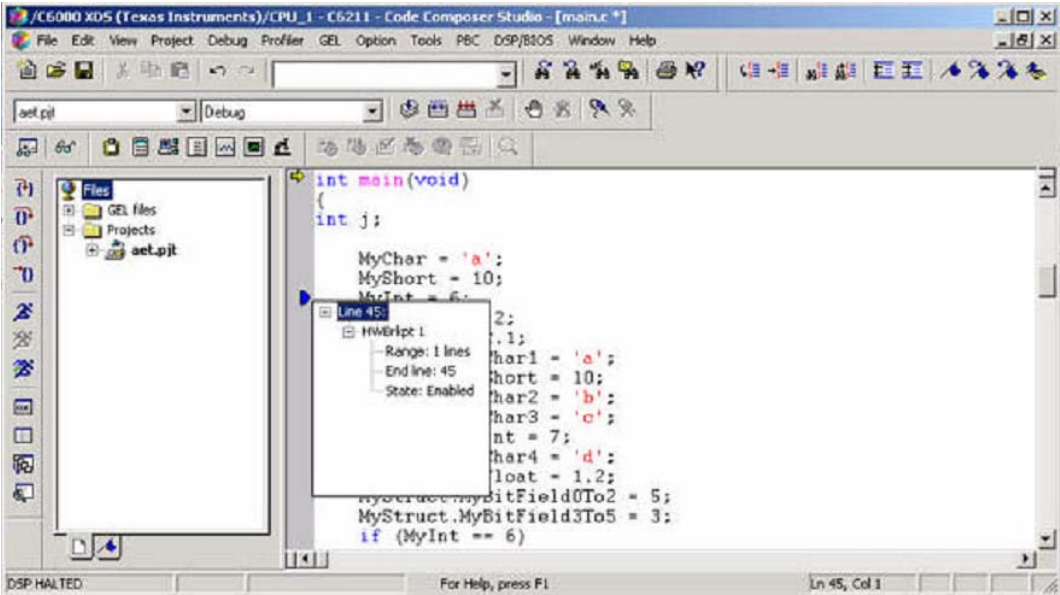 /C6000 XDS (Texas Instruments)/CPU_1 - C6211 - Code Composer Studio - [main.c *]
File Edit View Project Debug Profiler GEL Option Tools PBC DSP/BIOS Window Help
aet.pjt Debug
Files
GEL files
Projects
aet.pjt
int main(void)
{
int j;
MyChar = 'a';
MyShort = 10;
MyInt = 6;
Line 45:
HWBrkpt 1
Range: 1 lines
End line: 45
State: Enabled
2;
.1;
har1 = 'a';
hort = 10;
har2 = 'b';
har3 = 'c';
nt = 7;
har4 = 'd';
loat = 1.2;
MyStruct.MyBitField0To2 = 5;
MyStruct.MyBitField3To5 = 3;
if (MyInt == 6)
DSP HALTED For Help, press F1 Ln 45, Col 1